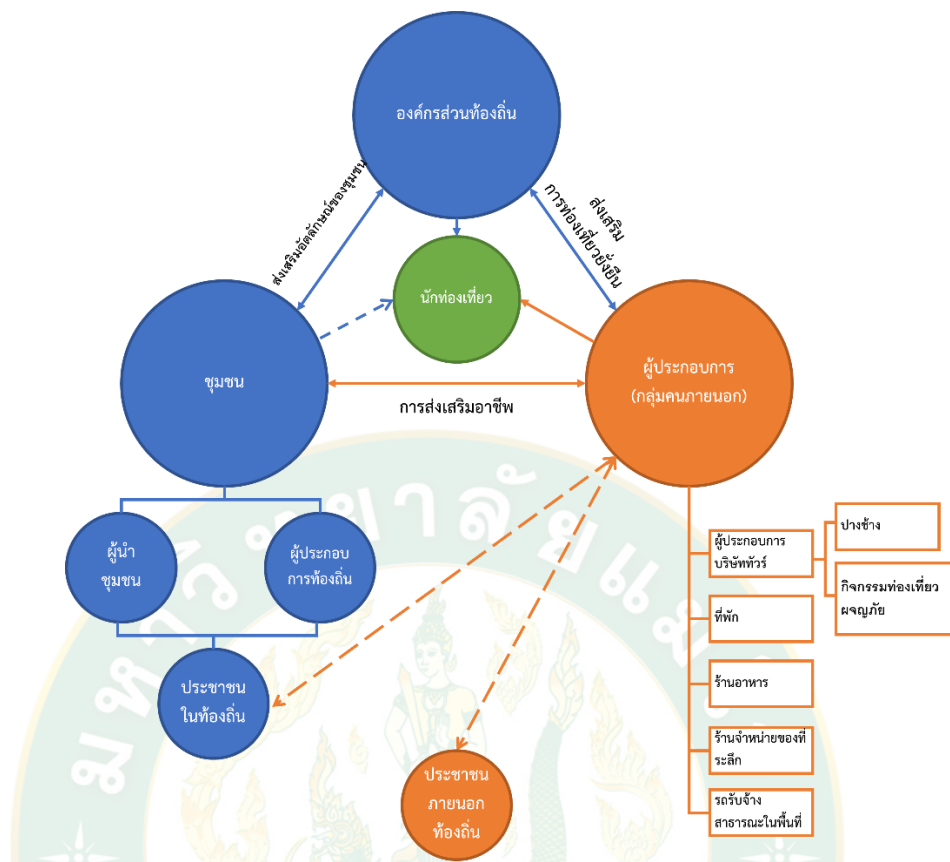 องค์กรส่วนท้องถิ่น
ส่งเสริมอัตลักษณ์ของชุมชน
ส่งเสริม
การท่องเที่ยวยั่งยืน
นักท่องเที่ยว
ชุมชน
ผู้ประกอบการ
(กลุ่มคนภายนอก)
การส่งเสริมอาชีพ
ผู้นำ
ชุมชน
ผู้ประกอบ
การท้องถิ่น
ประชาชน
ในท้องถิ่น
ประชาชน
ภายนอก
ท้องถิ่น
ผู้ประกอบการ
บริษัททัวร์
ปางช้าง
กิจกรรมท่องเที่ยว
ผจญภัย
ที่พัก
ร้านอาหาร
ร้านจำหน่ายของที่
ระลึก
รถรับจ้าง
สาธารณะในพื้นที่